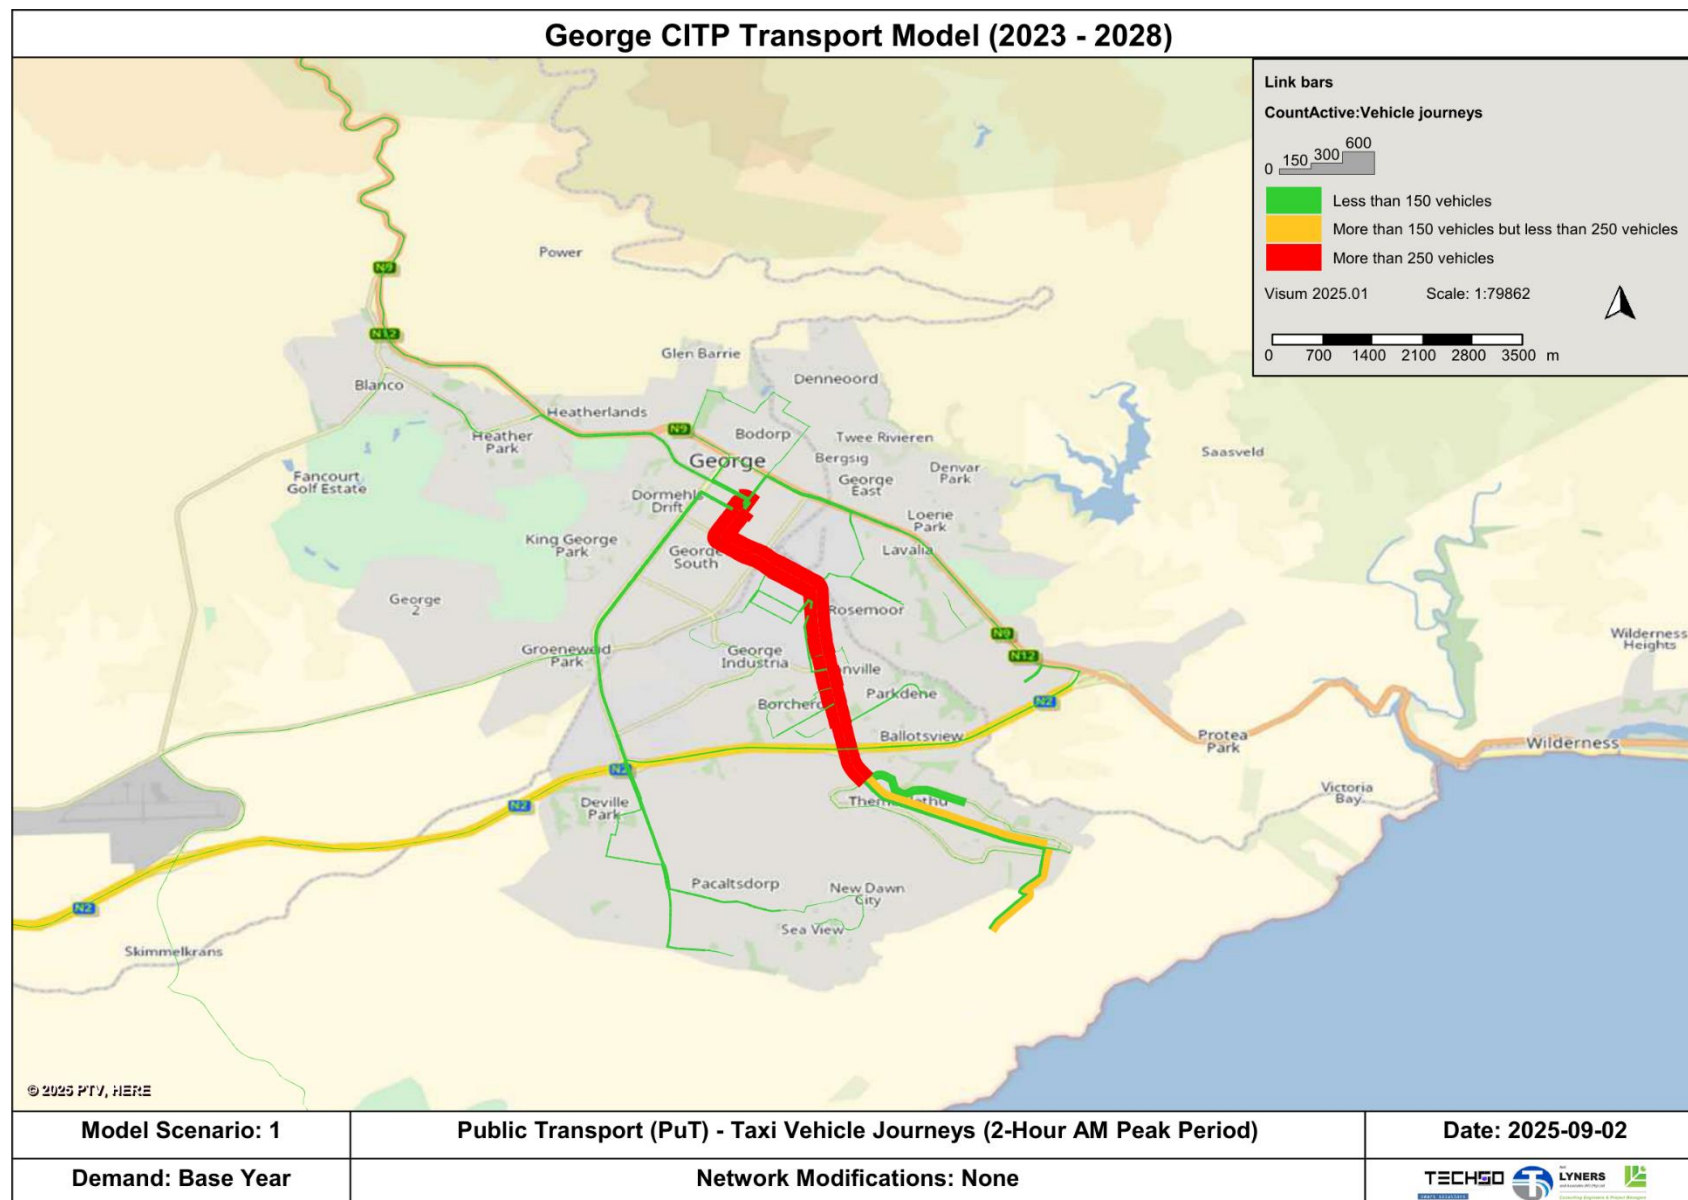 George CITP Transport Model (2023 - 2028)
Link bars
CountActive:Vehicle journeys
0 150 300 600
Less than 150 vehicles
More than 150 vehicles but less than 250 vehicles
More than 250 vehicles
Visum 2025.01 Scale: 1:79862
0 700 1400 2100 2800 3500 m
Power
N9
N12
Glen Barrie
Denneoord
Blanco
Heatherlands
N9
Heather
Park
Bodorp
Twee Rivieren
George
Bergsig
Saasveld
Fancourt
Golf Estate
George
East
Denvar
Park
Dormehls
Drift
Loerie
Park
King George
Park
George
South
Lavalia
George
2
Rosemoor
N9
N12
Wilderness
Heights
Groeneweid
Park
George
Industria
Parkdene
N2
Ballotsview
Protea
Park
Wilderness
N2
N2
Deville
Park
Victoria
Bay
Pacaltsdorp
New Dawn
City
N2
Sea View
Skimmelkrans
© 2025 PTV, HERE
Model Scenario: 1
Public Transport (PuT) - Taxi Vehicle Journeys (2-Hour AM Peak Period)
Date: 2025-09-02
Demand: Base Year
Network Modifications: None
TECHSO
LYNERS